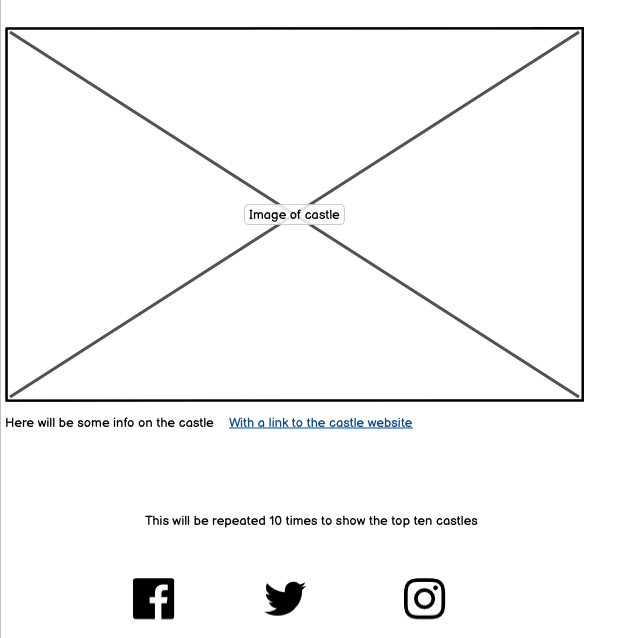 Image of castle
Here will be some info on the castle With a link to the castle website
This will be repeated 10 times to show the top ten castles